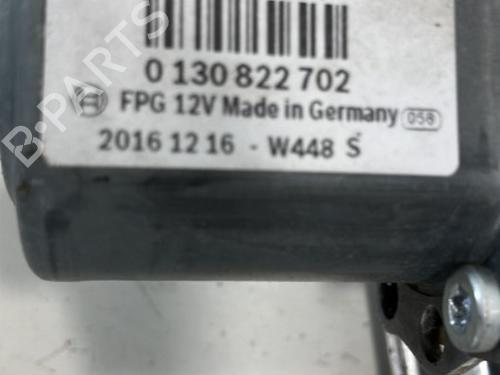 B-PARTS
0 130 822 702
FPG 12V Made in Germany 058
2016 12 16 - W448 S